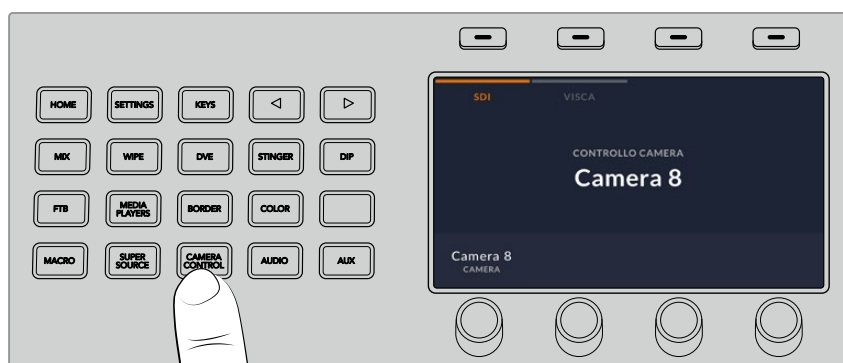 HOME SETTINGS KEYS
MIX WIPE DVE STINGER DIP
FTB MEDIA PLAYERS BORDER COLOR
MACRO SUPER SOURCE CAMERA CONTROL AUDIO AUX
SDI VISCA
CONTROLLO CAMERA
Camera 8
Camera 8
CAMERA